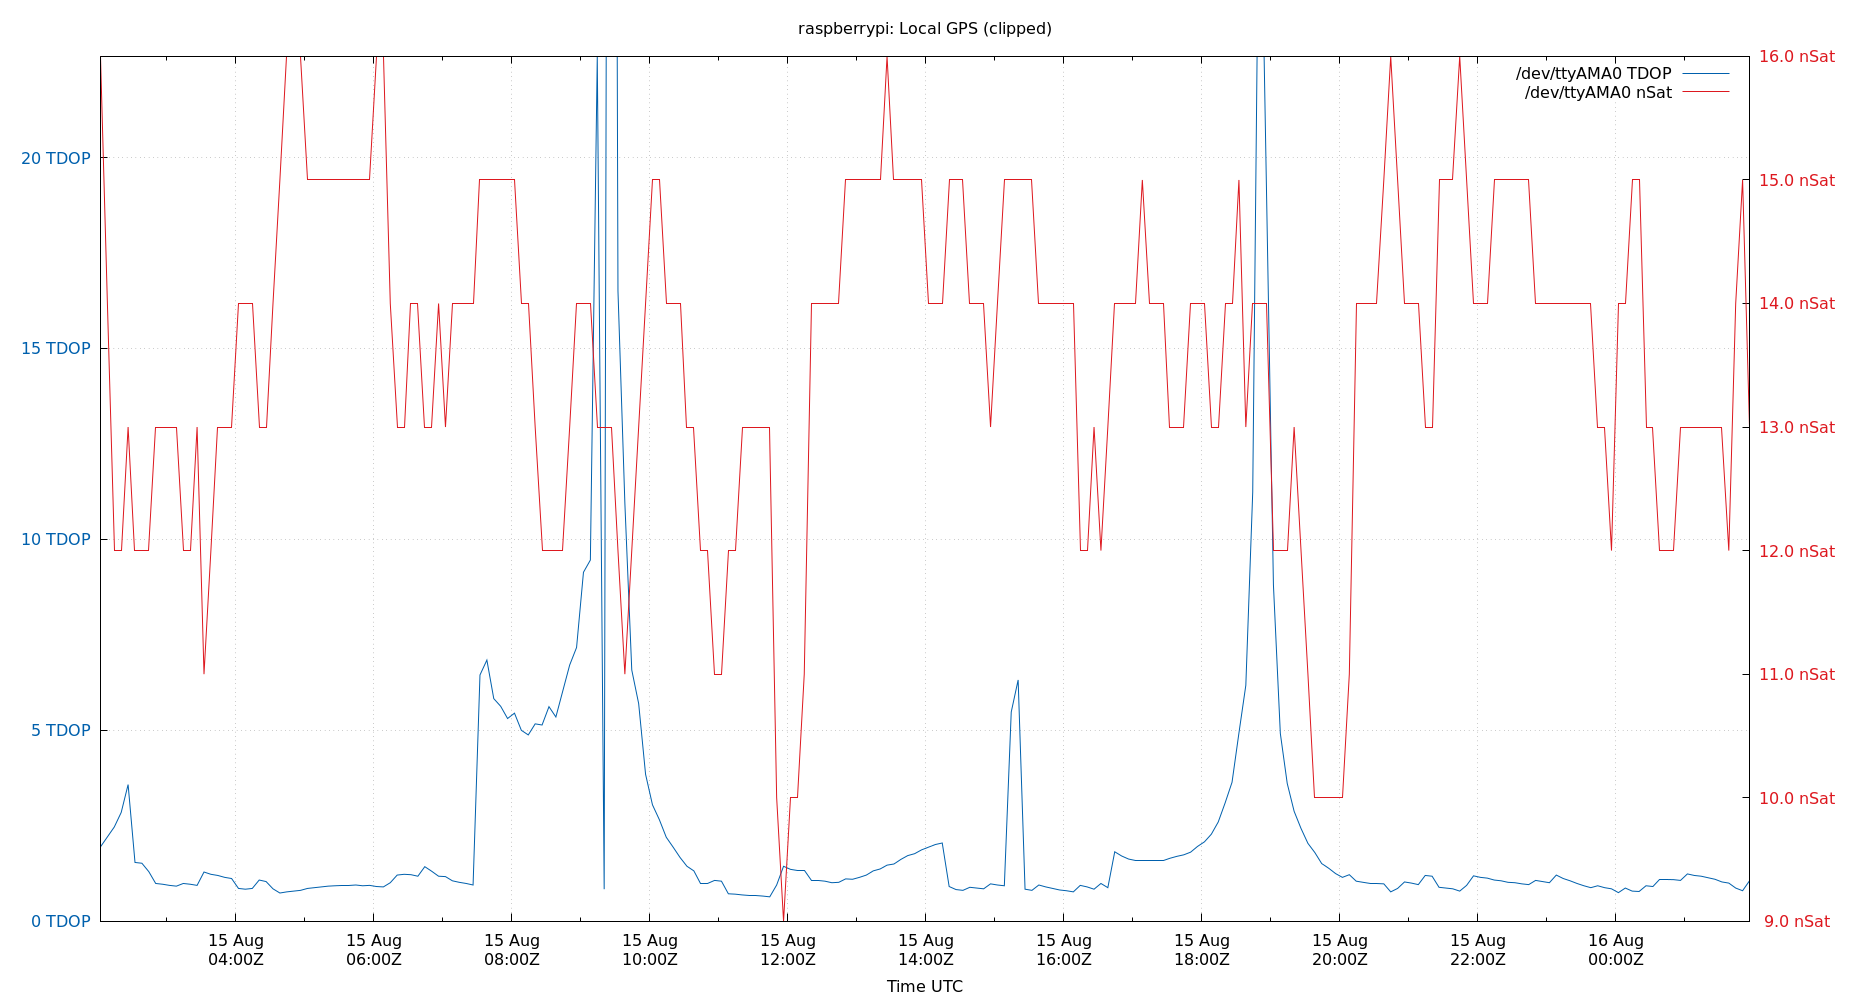 raspberrypi: Local GPS (clipped)
16.0 nSat
/dev/ttyAMA0 TDOP
/dev/ttyAMA0 nSat
20 TDOP
15.0 nSat
14.0 nSat
15 TDOP
13.0 nSat
10 TDOP
12.0 nSat
11.0 nSat
5 TDOP
10.0 nSat
0 TDOP
9.0 nSat
15 Aug 15 Aug 15 Aug 15 Aug 15 Aug 15 Aug 15 Aug 15 Aug 15 Aug 15 Aug 16 Aug
04:00Z 06:00Z 08:00Z 10:00Z 12:00Z 14:00Z 16:00Z 18:00Z 20:00Z 22:00Z 00:00Z
Time UTC